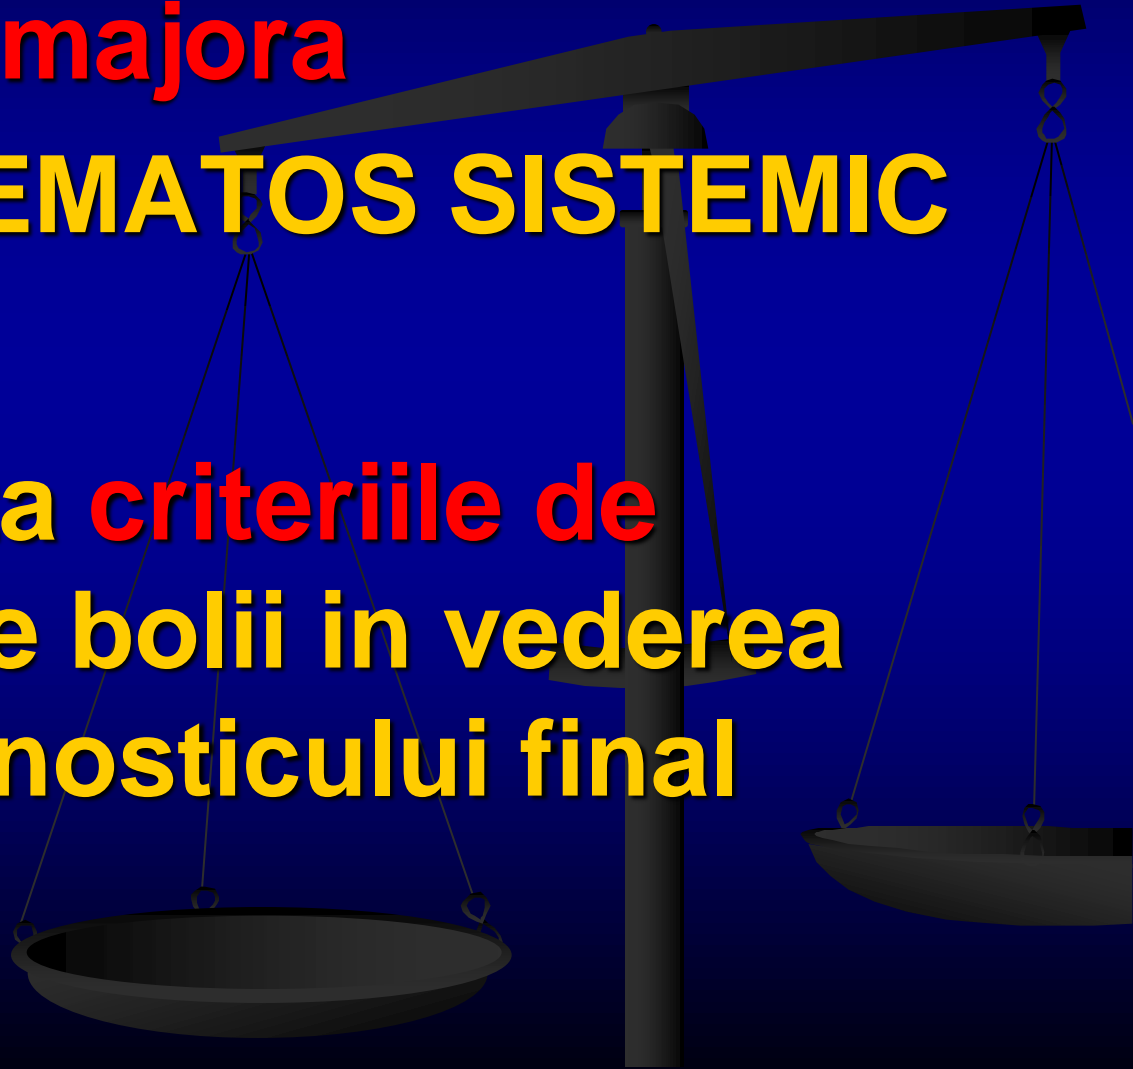 majora
EMATOS SISTEMIC
a criteriile de
e bolii in vederea
nosticului final